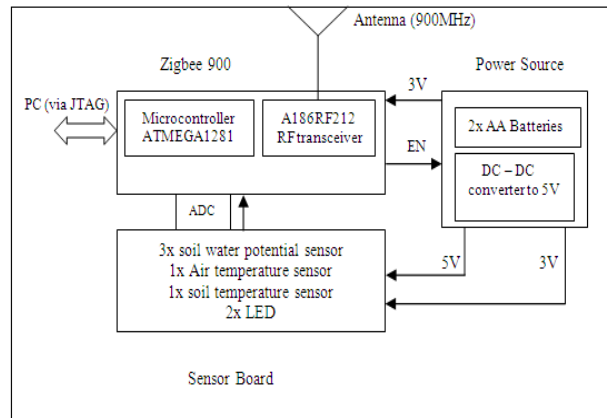 Antenna (900MHz)
Zigbee 900
Power Source
PC (via JTAG)
3V
Microcontroller
ATMEGA1281
A186RF212
RF transceiver
2x AA Batteries
EN
DC – DC
converter to 5V
ADC
3x soil water potential sensor
1x Air temperature sensor
1x soil temperature sensor
2x LED
5V
3V
Sensor Board